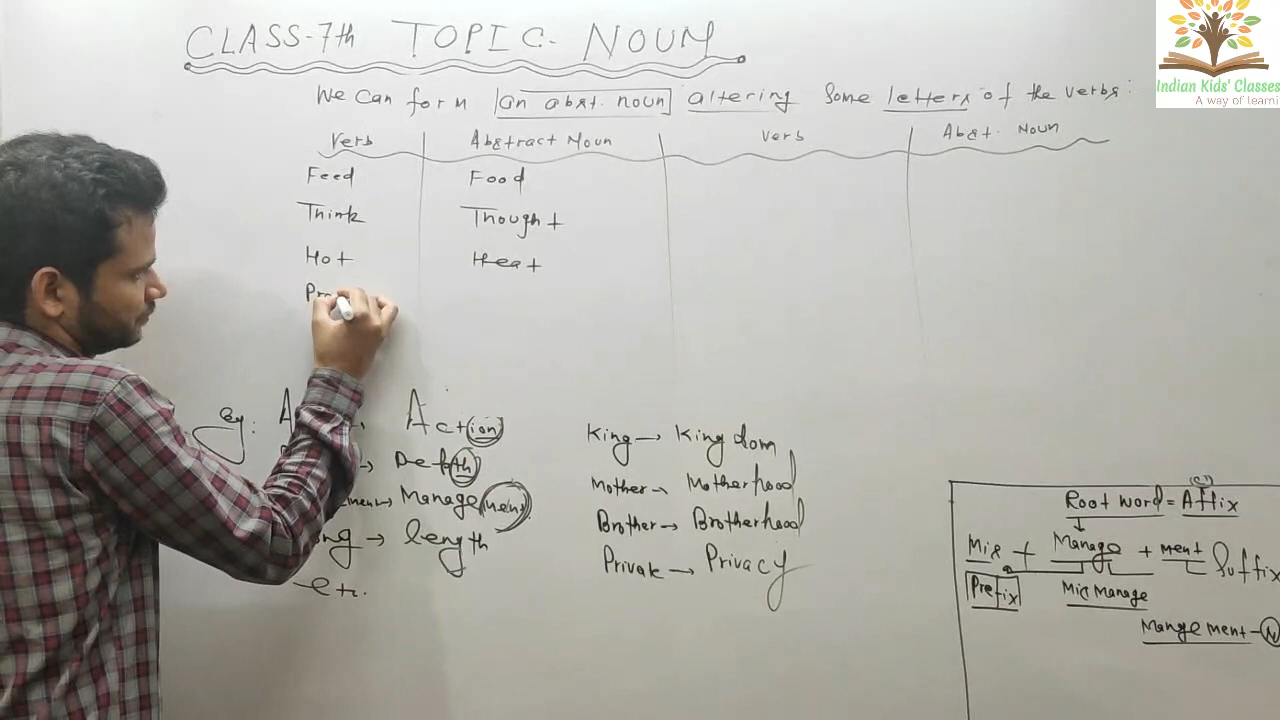 CLASS-7th TOPIC- NOUN
Indian Kids' Classes
A way of learni
We Can form an abst. noun altering Some letters of the verbs:
Verb Abstract Noun Verb Abst. Noun
Feed Food
Think Thought
Hot Heat
Pr
Eg: A → Action
→ Depth
ment → Management
ong → length
etc.
King → Kingdom
Mother → Motherhood
Brother → Brotherhood
Private → Privacy
Root word = Affix
Mis + Manage + ment Suffix
Prefix Mis Manage
Mangement - N